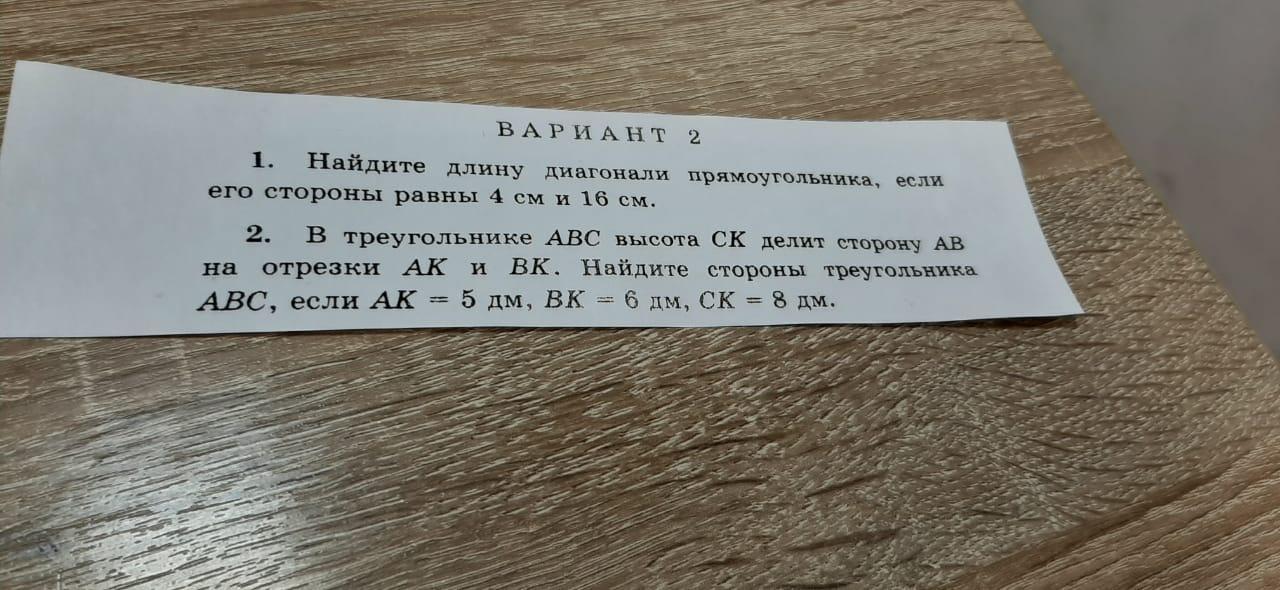 ВАРИАНТ 2
1. Найдите длину диагонали прямоугольника, если
его стороны равны 4 см и 16 см.
2. В треугольнике ABC высота CK делит сторону AB
на отрезки AK и BK. Найдите стороны треугольника
ABC, если AK = 5 дм, BK = 6 дм, CK = 8 дм.